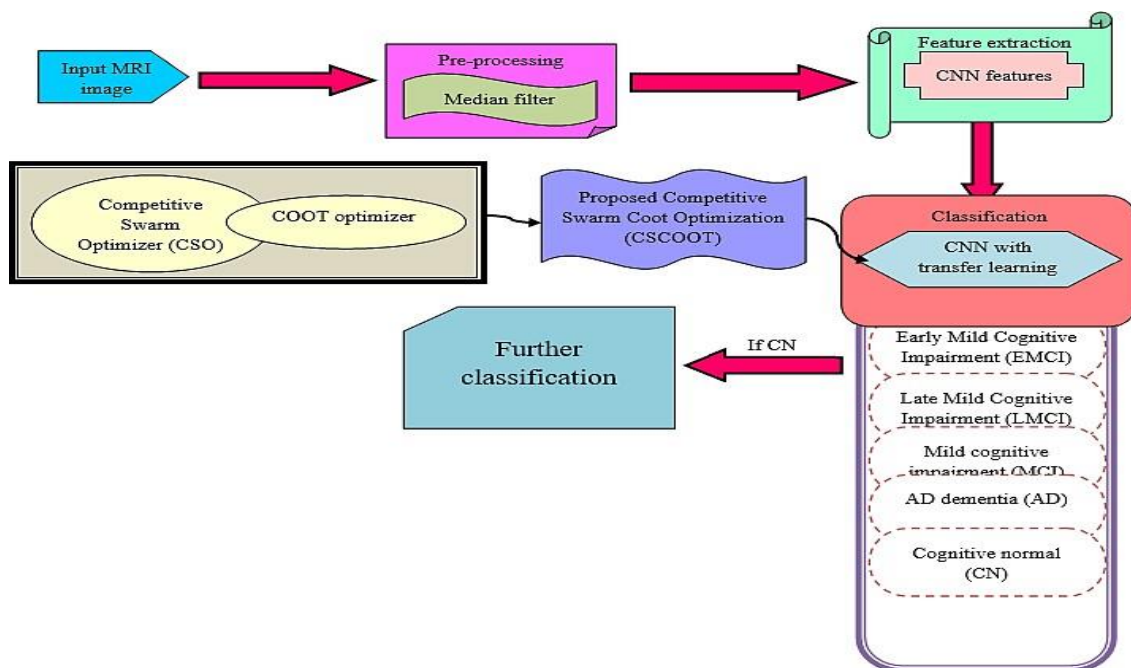 Input MRI
image
Pre-processing
Median filter
Feature extraction
CNN features
Competitive
Swarm
Optimizer (CSO)
COOT optimizer
Proposed Competitive
Swarm Coot Optimization
(CSCOOT)
Classification
CNN with
transfer learning
If CN
Further
classification
Early Mild Cognitive
Impairment (EMCI)
Late Mild Cognitive
Impairment (LMCI)
Mild cognitive
impairment (MCI)
AD dementia (AD)
Cognitive normal
(CN)